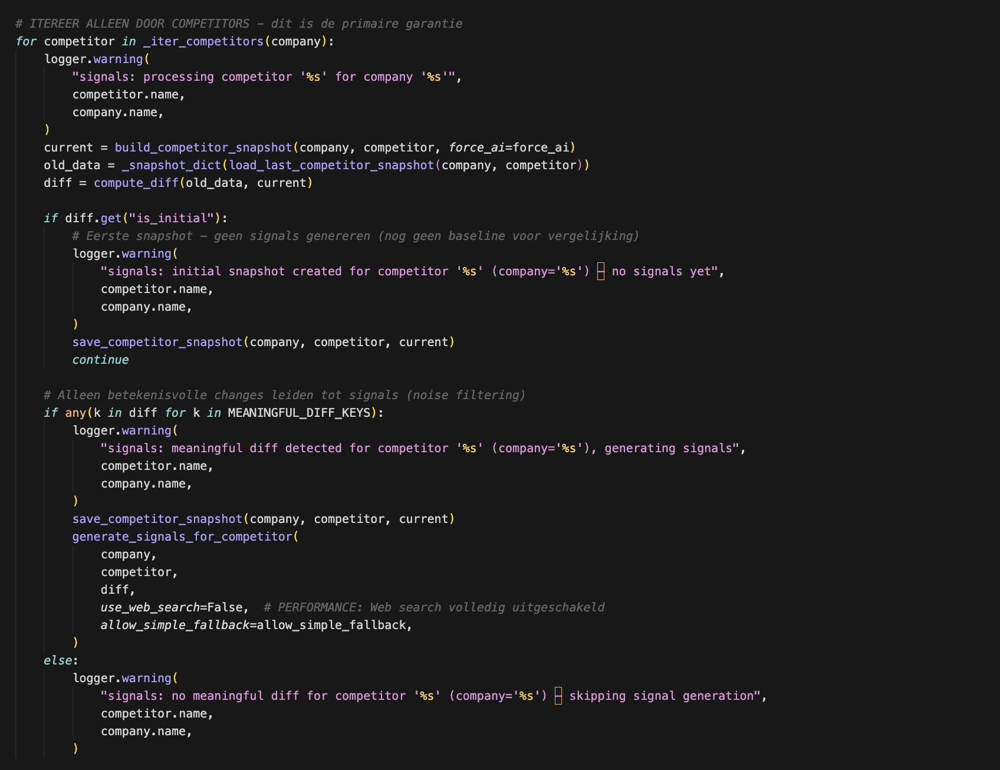 # ITEREER ALLEEN DOOR COMPETITORS – dit is de primaire garantie
for competitor in _iter_competitors(company):
    logger.warning(
        "signals: processing competitor '%s' for company '%s'",
        competitor.name,
        company.name,
    )
    current = build_competitor_snapshot(company, competitor, force_ai=force_ai)
    old_data = _snapshot_dict(load_last_competitor_snapshot(company, competitor))
    diff = compute_diff(old_data, current)

    if diff.get("is_initial"):
        # Eerste snapshot – geen signals genereren (nog geen baseline voor vergelijking)
        logger.warning(
            "signals: initial snapshot created for competitor '%s' (company='%s') – no signals yet",
            competitor.name,
            company.name,
        )
        save_competitor_snapshot(company, competitor, current)
        continue

    # Alleen betekenisvolle changes leiden tot signals (noise filtering)
    if any(k in diff for k in MEANINGFUL_DIFF_KEYS):
        logger.warning(
            "signals: meaningful diff detected for competitor '%s' (company='%s'), generating signals",
            competitor.name,
            company.name,
        )
        save_competitor_snapshot(company, competitor, current)
        generate_signals_for_competitor(
            company,
            competitor,
            diff,
            use_web_search=False,  # PERFORMANCE: Web search volledig uitgeschakeld
            allow_simple_fallback=allow_simple_fallback,
        )
    else:
        logger.warning(
            "signals: no meaningful diff for competitor '%s' (company='%s') – skipping signal generation",
            competitor.name,
            company.name,
        )